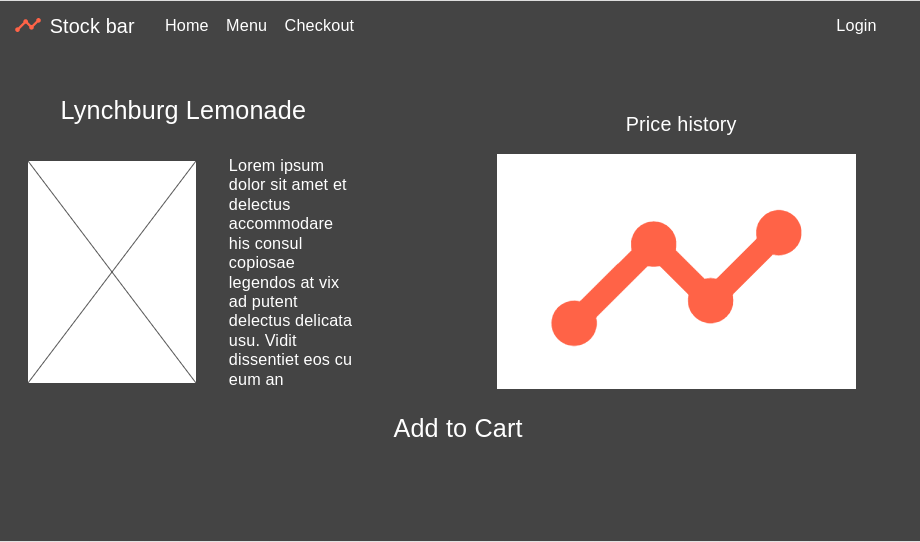 Stock bar Home Menu Checkout Login
Lynchburg Lemonade
Price history
Lorem ipsum
dolor sit amet et
delectus
accommodare
his consul
copiosae
legendos at vix
ad putent
delectus delicata
usu. Vidit
dissentiet eos cu
eum an
Add to Cart